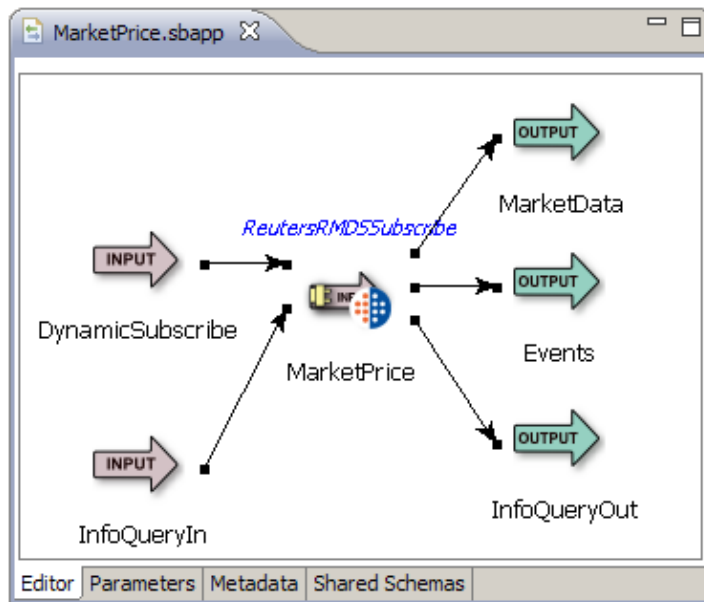 MarketPrice.sbapp
OUTPUT
MarketData
ReutersRMDSSubscribe
INPUT
DynamicSubscribe
MarketPrice
OUTPUT
Events
INPUT
InfoQueryIn
OUTPUT
InfoQueryOut
Editor Parameters Metadata Shared Schemas